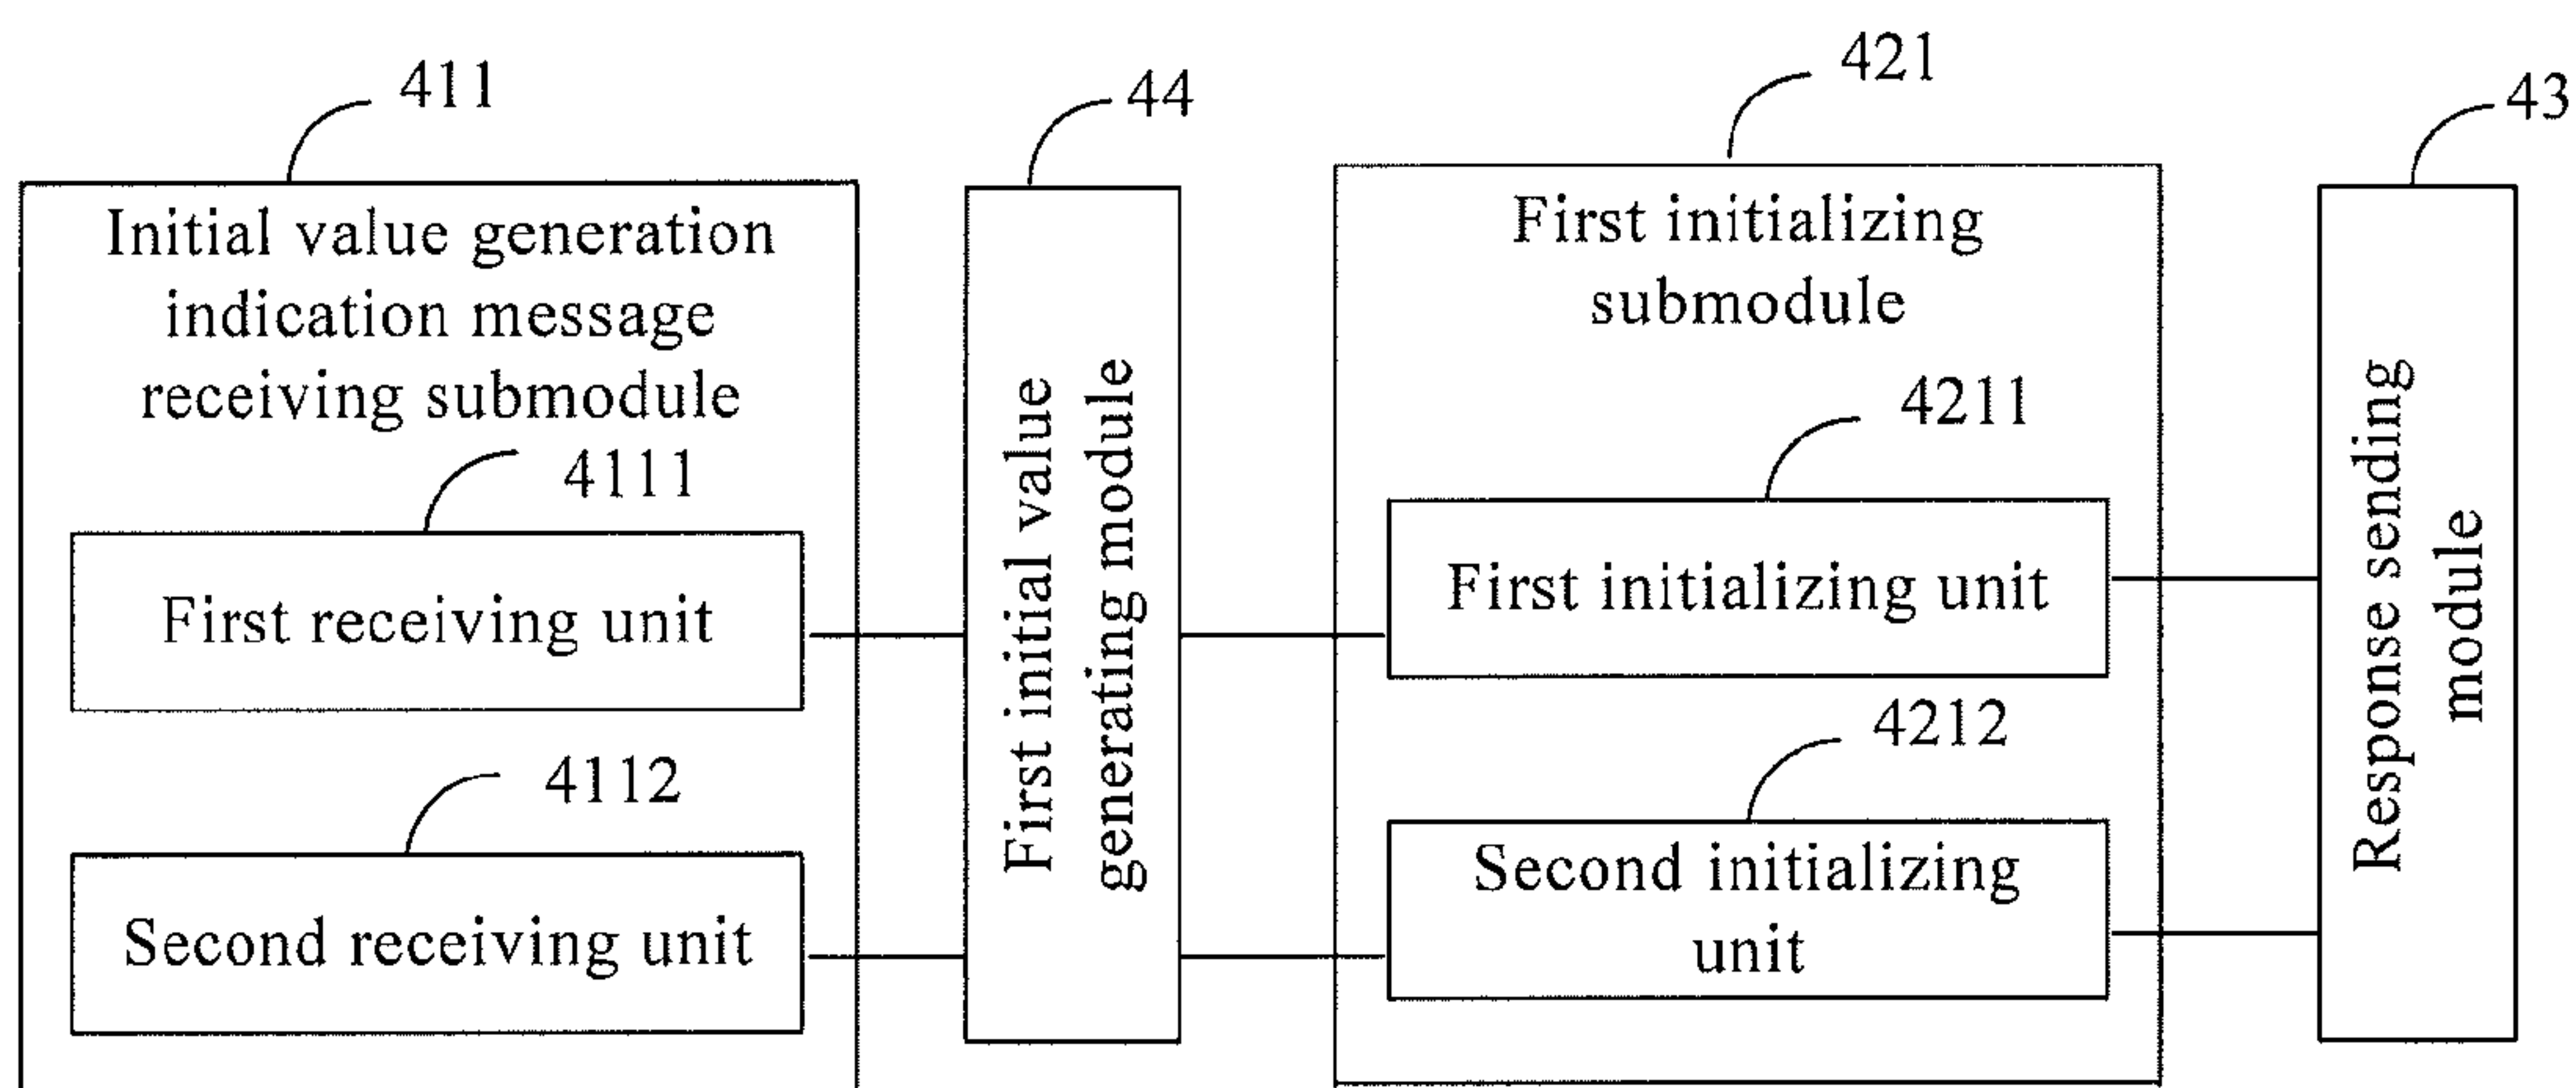 411
Initial value generation
indication message
receiving submodule
4111
First receiving unit
4112
Second receiving unit
44
First initial value
generating module
421
First initializing
submodule
4211
First initializing unit
4212
Second initializing
unit
43
Response sending
module